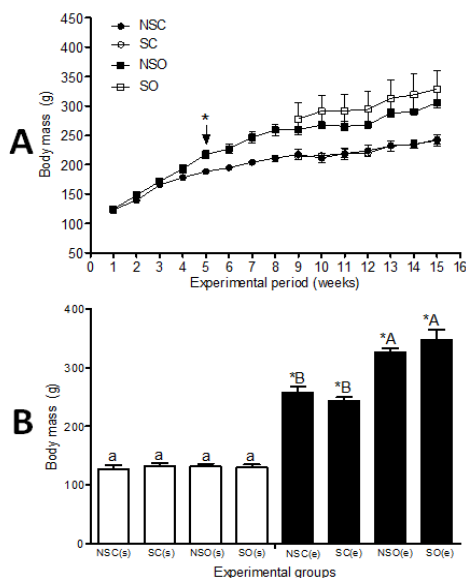 A
Body mass (g)
400
350
300
250
200
150
100
50
NSC
SC
NSO
SO
*
0 1 2 3 4 5 6 7 8 9 10 11 12 13 14 15 16
Experimental period (weeks)
B
Body mass (g)
400
300
200
100
0
a a a a *B *B *A *A
NSC(s) SC(s) NSO(s) SO(s) NSC(e) SC(e) NSO(e) SO(e)
Experimental groups